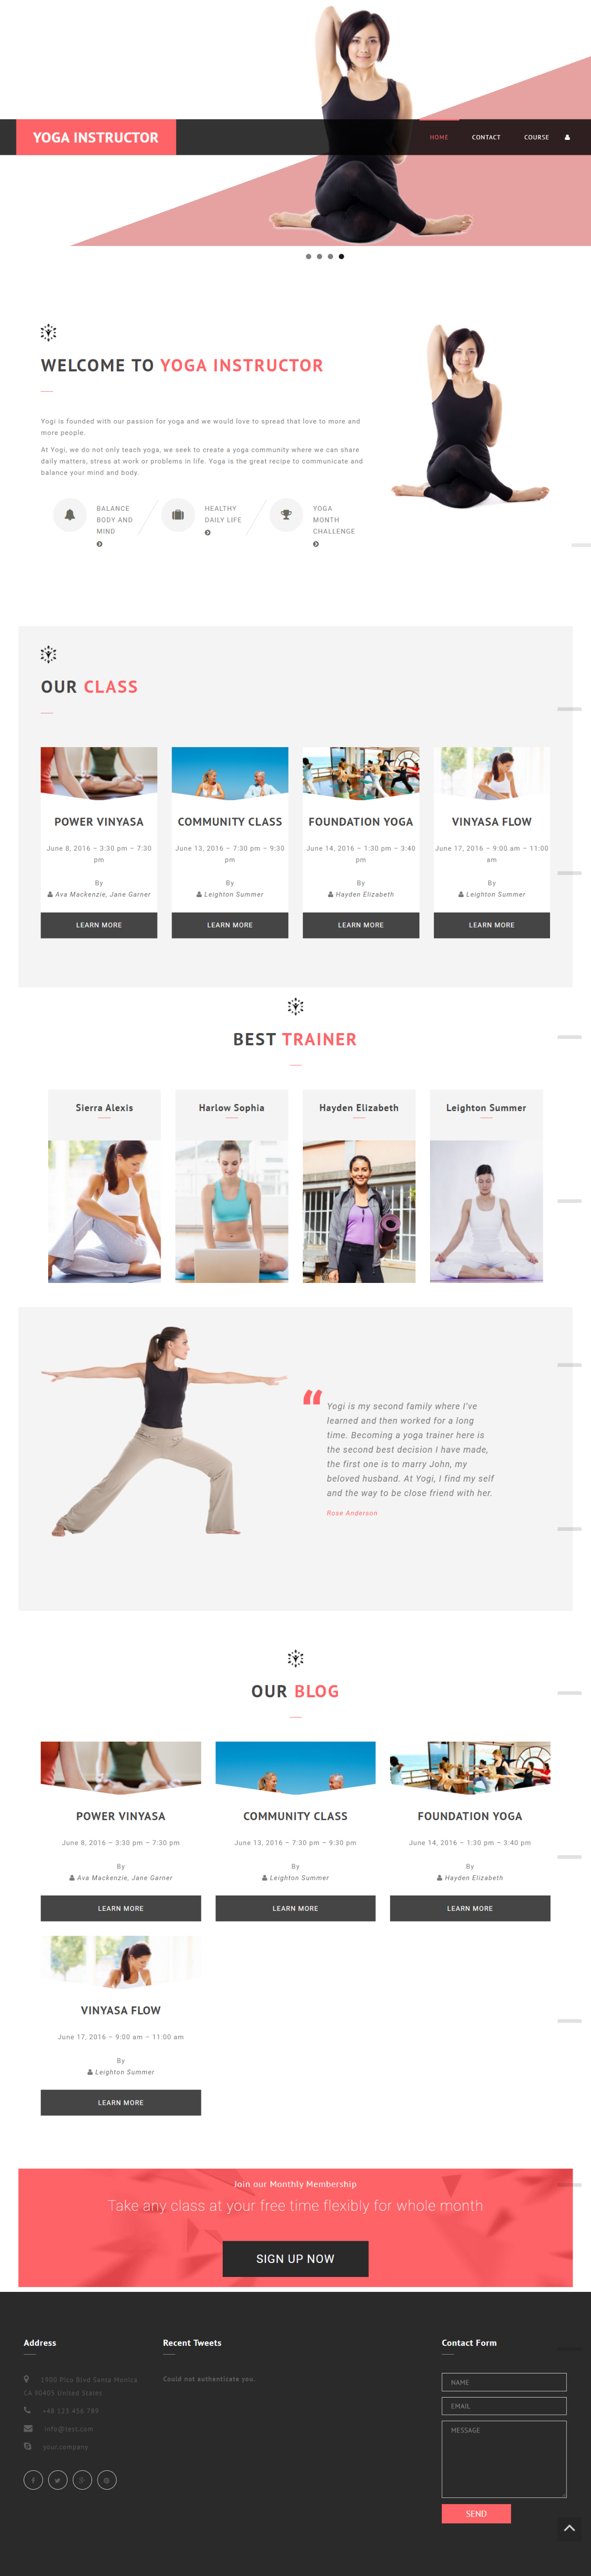 YOGA INSTRUCTOR
HOME
CONTACT
COURSE
WELCOME TO YOGA INSTRUCTOR
Yogi is founded with our passion for yoga and we would love to spread that love to more and
more people.
At Yogi, we do not only teach yoga, we seek to create a yoga community where we can share
daily matters, stress at work or problems in life. Yoga is the great recipe to communicate and
balance your mind and body.
BALANCE
BODY AND
MIND
HEALTHY
DAILY LIFE
YOGA
MONTH
CHALLENGE
OUR CLASS
POWER VINYASA
June 8, 2016 – 3:30 pm – 7:30
pm
By
Ava Mackenzie, Jane Garner
LEARN MORE
COMMUNITY CLASS
June 13, 2016 – 7:30 pm – 9:30
pm
By
Leighton Summer
LEARN MORE
FOUNDATION YOGA
June 14, 2016 – 1:30 pm – 3:40
pm
By
Hayden Elizabeth
LEARN MORE
VINYASA FLOW
June 17, 2016 – 9:00 am – 11:00
am
By
Leighton Summer
LEARN MORE
BEST TRAINER
Sierra Alexis
Harlow Sophia
Hayden Elizabeth
Leighton Summer
“
Yogi is my second family where I've
learned and then worked for a long
time. Becoming a yoga trainer here is
the second best decision I have made,
the first one is to marry John, my
beloved husband. At Yogi, I find my self
and the way to be close friend with her.
Rose Anderson
OUR BLOG
POWER VINYASA
June 8, 2016 – 3:30 pm – 7:30 pm
By
Ava Mackenzie, Jane Garner
LEARN MORE
COMMUNITY CLASS
June 13, 2016 – 7:30 pm – 9:30 pm
By
Leighton Summer
LEARN MORE
FOUNDATION YOGA
June 14, 2016 – 1:30 pm – 3:40 pm
By
Hayden Elizabeth
LEARN MORE
VINYASA FLOW
June 17, 2016 – 9:00 am – 11:00 am
By
Leighton Summer
LEARN MORE
Join our Monthly Membership
Take any class at your free time flexibly for whole month
SIGN UP NOW
Address
1900 Pico Blvd Santa Monica
CA 90405 United States
+48 123 456 789
info@test.com
your.company
Recent Tweets
Could not authenticate you.
Contact Form
NAME
EMAIL
MESSAGE
SEND